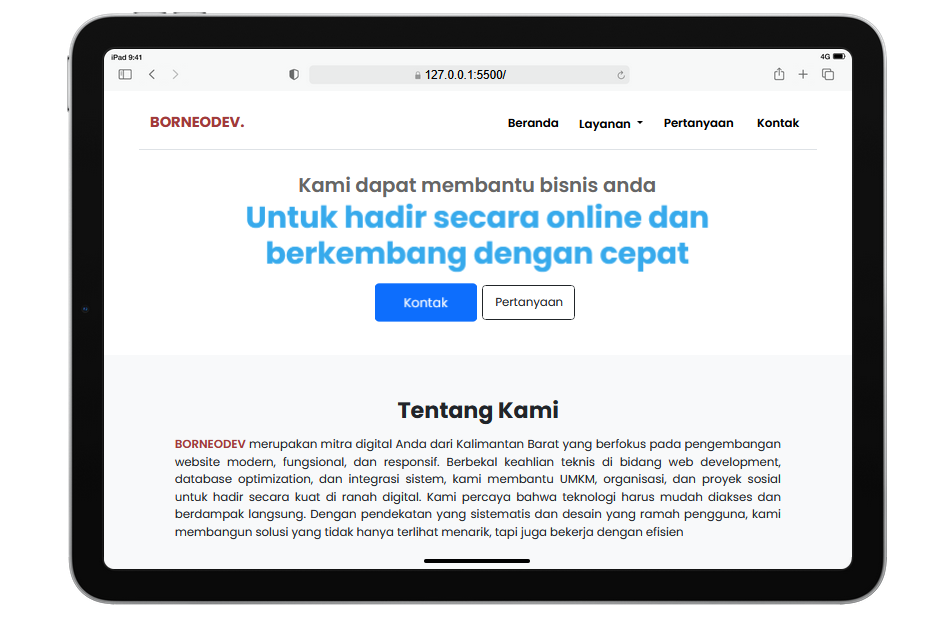 iPad 9:41
4G
127.0.0.1:5500/
BORNEODEV.
Beranda Layanan Pertanyaan Kontak
Kami dapat membantu bisnis anda
Untuk hadir secara online dan
berkembang dengan cepat
Kontak Pertanyaan
Tentang Kami
BORNEODEV merupakan mitra digital Anda dari Kalimantan Barat yang berfokus pada pengembangan
website modern, fungsional, dan responsif. Berbekal keahlian teknis di bidang web development,
database optimization, dan integrasi sistem, kami membantu UMKM, organisasi, dan proyek sosial
untuk hadir secara kuat di ranah digital. Kami percaya bahwa teknologi harus mudah diakses dan
berdampak langsung. Dengan pendekatan yang sistematis dan desain yang ramah pengguna, kami
membangun solusi yang tidak hanya terlihat menarik, tapi juga bekerja dengan efisien